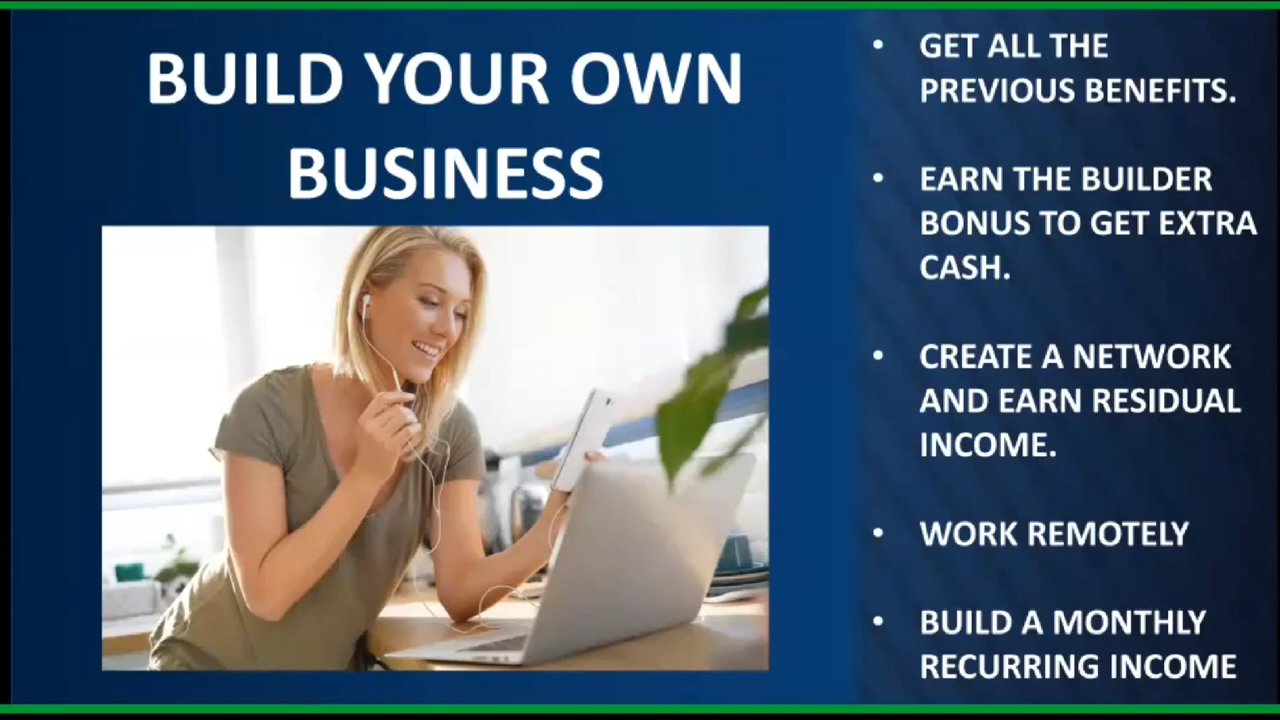 BUILD YOUR OWN
BUSINESS
• GET ALL THE
PREVIOUS BENEFITS.
• EARN THE BUILDER
BONUS TO GET EXTRA
CASH.
• CREATE A NETWORK
AND EARN RESIDUAL
INCOME.
• WORK REMOTELY
• BUILD A MONTHLY
RECURRING INCOME